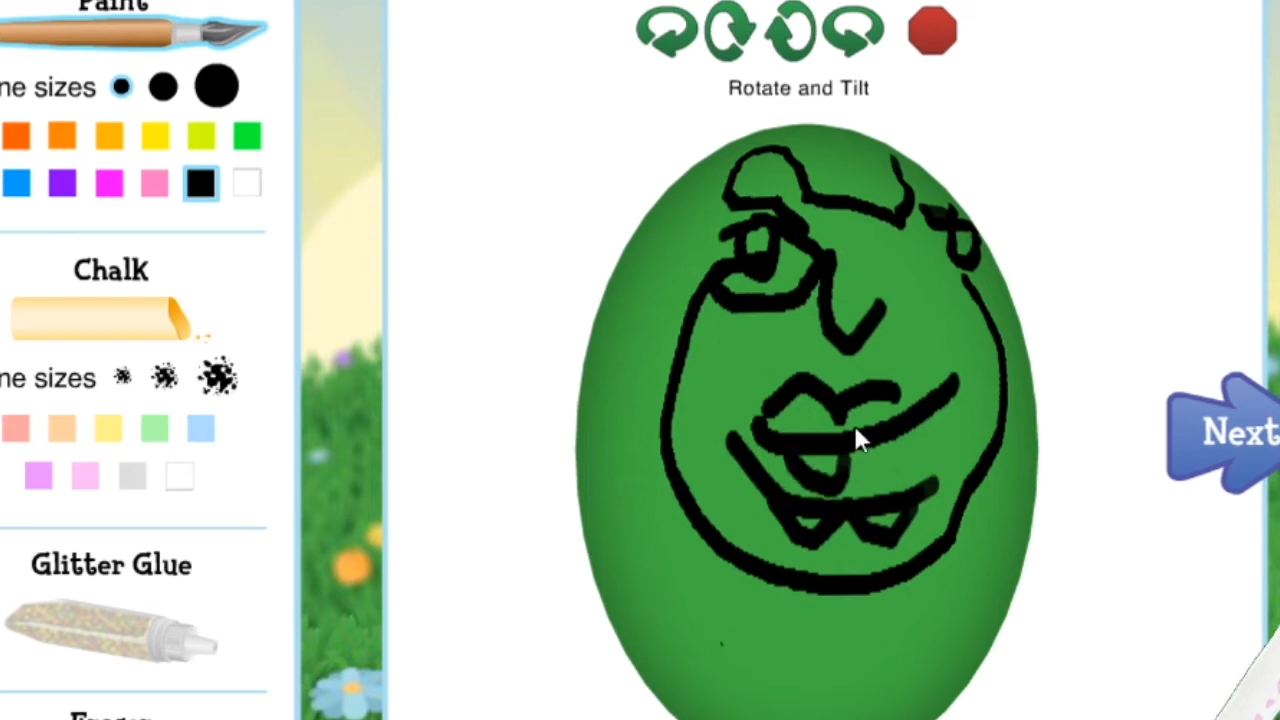 Paint
ne sizes
Chalk
ne sizes
Glitter Glue
Rotate and Tilt
Next